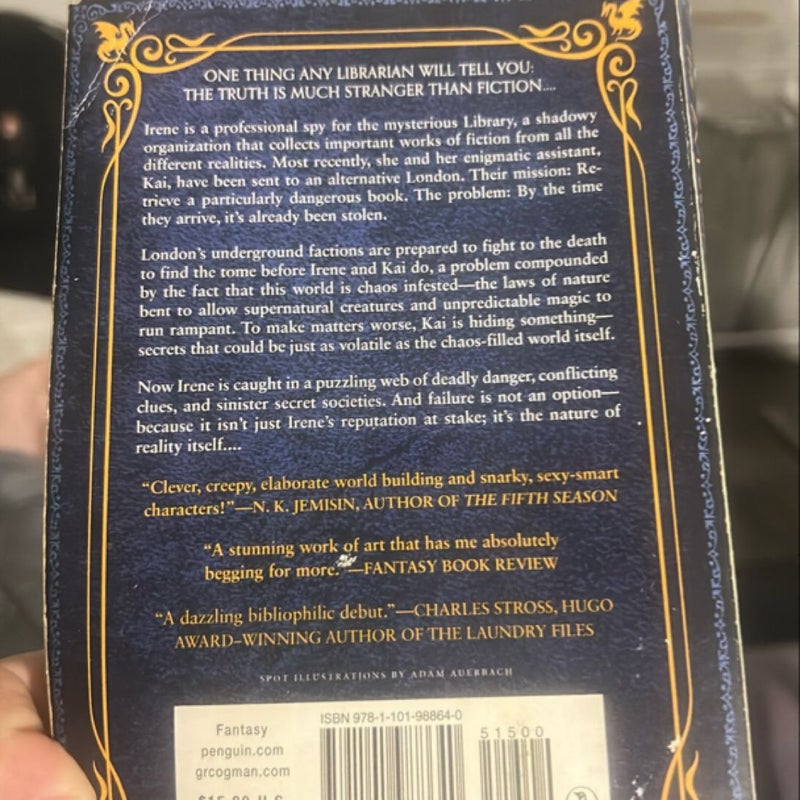 ONE THING ANY LIBRARIAN WILL TELL YOU:
THE TRUTH IS MUCH STRANGER THAN FICTION....
Irene is a professional spy for the mysterious Library, a shadowy
organization that collects important works of fiction from all the
different realities. Most recently, she and her enigmatic assistant,
Kai, have been sent to an alternative London. Their mission: Re-
trieve a particularly dangerous book. The problem: By the time
they arrive, it's already been stolen.
London's underground factions are prepared to fight to the death
to find the tome before Irene and Kai do, a problem compounded
by the fact that this world is chaos infested—the laws of nature
bent to allow supernatural creatures and unpredictable magic to
run rampant. To make matters worse, Kai is hiding something—
secrets that could be just as volatile as the chaos-filled world itself.
Now Irene is caught in a puzzling web of deadly danger, conflicting
clues, and sinister secret societies. And failure is not an option—
because it isn't just Irene's reputation at stake; it's the nature of
reality itself....
“Clever, creepy, elaborate world building and snarky, sexy-smart
characters!”—N. K. JEMISIN, AUTHOR OF THE FIFTH SEASON
“A stunning work of art that has me absolutely
begging for more.”—FANTASY BOOK REVIEW
“A dazzling bibliophilic debut.”—CHARLES STROSS, HUGO
AWARD–WINNING AUTHOR OF THE LAUNDRY FILES
SPOT ILLUSTRATIONS BY ADAM AUERBACH
Fantasy
penguin.com
grcogman.com
ISBN 978-1-101-98864-0
51500